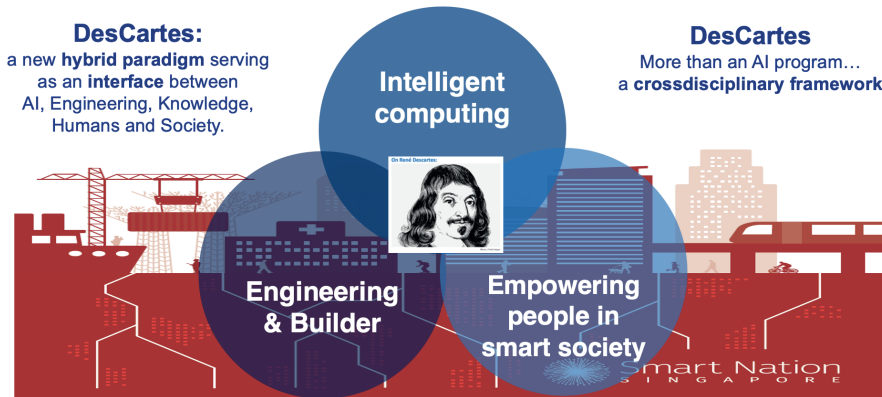 DesCartes:
a new hybrid paradigm serving
as an interface between
AI, Engineering, Knowledge,
Humans and Society.
DesCartes
More than an AI program…
a crossdisciplinary framework
Intelligent
computing
On René Descartes:
Engineering
& Builder
Empowering
people in
smart society
Smart Nation
SINGAPORE